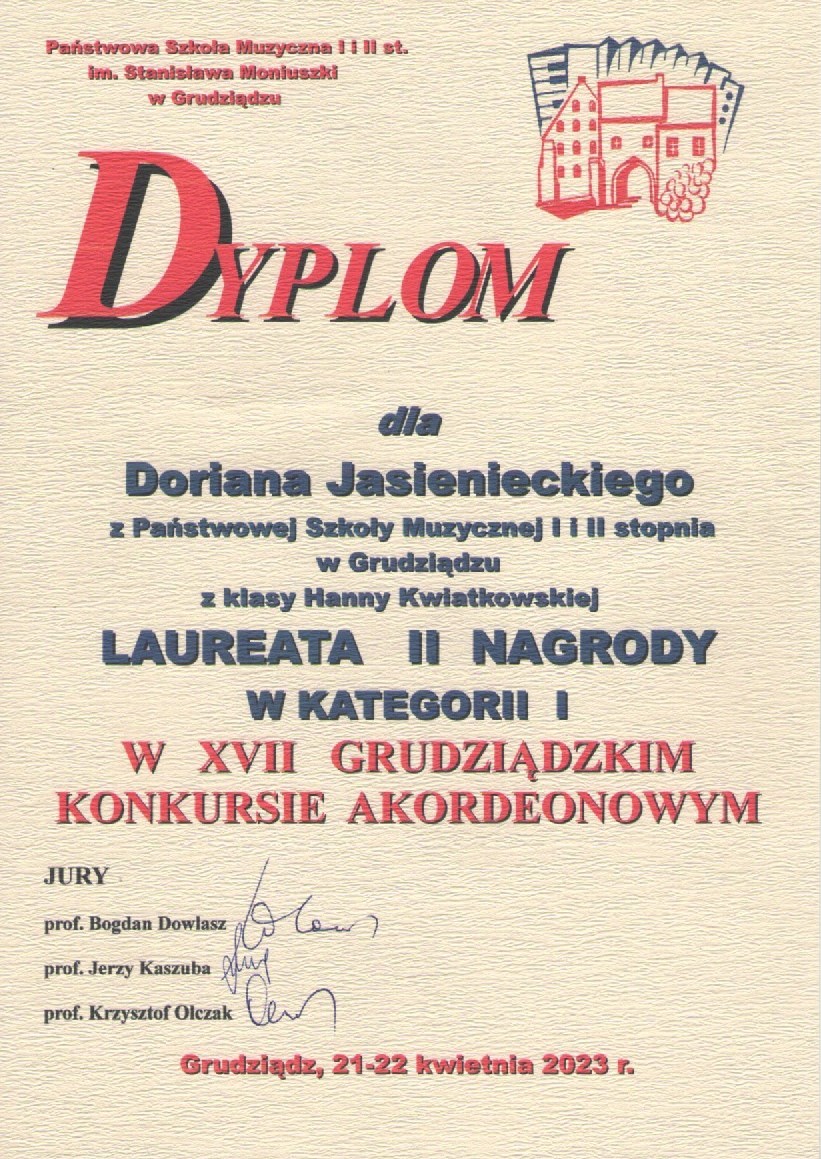 Państwowa Szkoła Muzyczna I i II st.
im. Stanisława Moniuszki
w Grudziądzu
DYPLOM
dla
Doriana Jasienieckiego
z Państwowej Szkoły Muzycznej I i II stopnia
w Grudziądzu
z klasy Hanny Kwiatkowskiej
LAUREATA II NAGRODY
W KATEGORII I
W XVII GRUDZIĄDZKIM
KONKURSIE AKORDEONOWYM
JURY
prof. Bogdan Dowlasz
prof. Jerzy Kaszuba
prof. Krzysztof Olczak
Grudziądz, 21-22 kwietnia 2023 r.